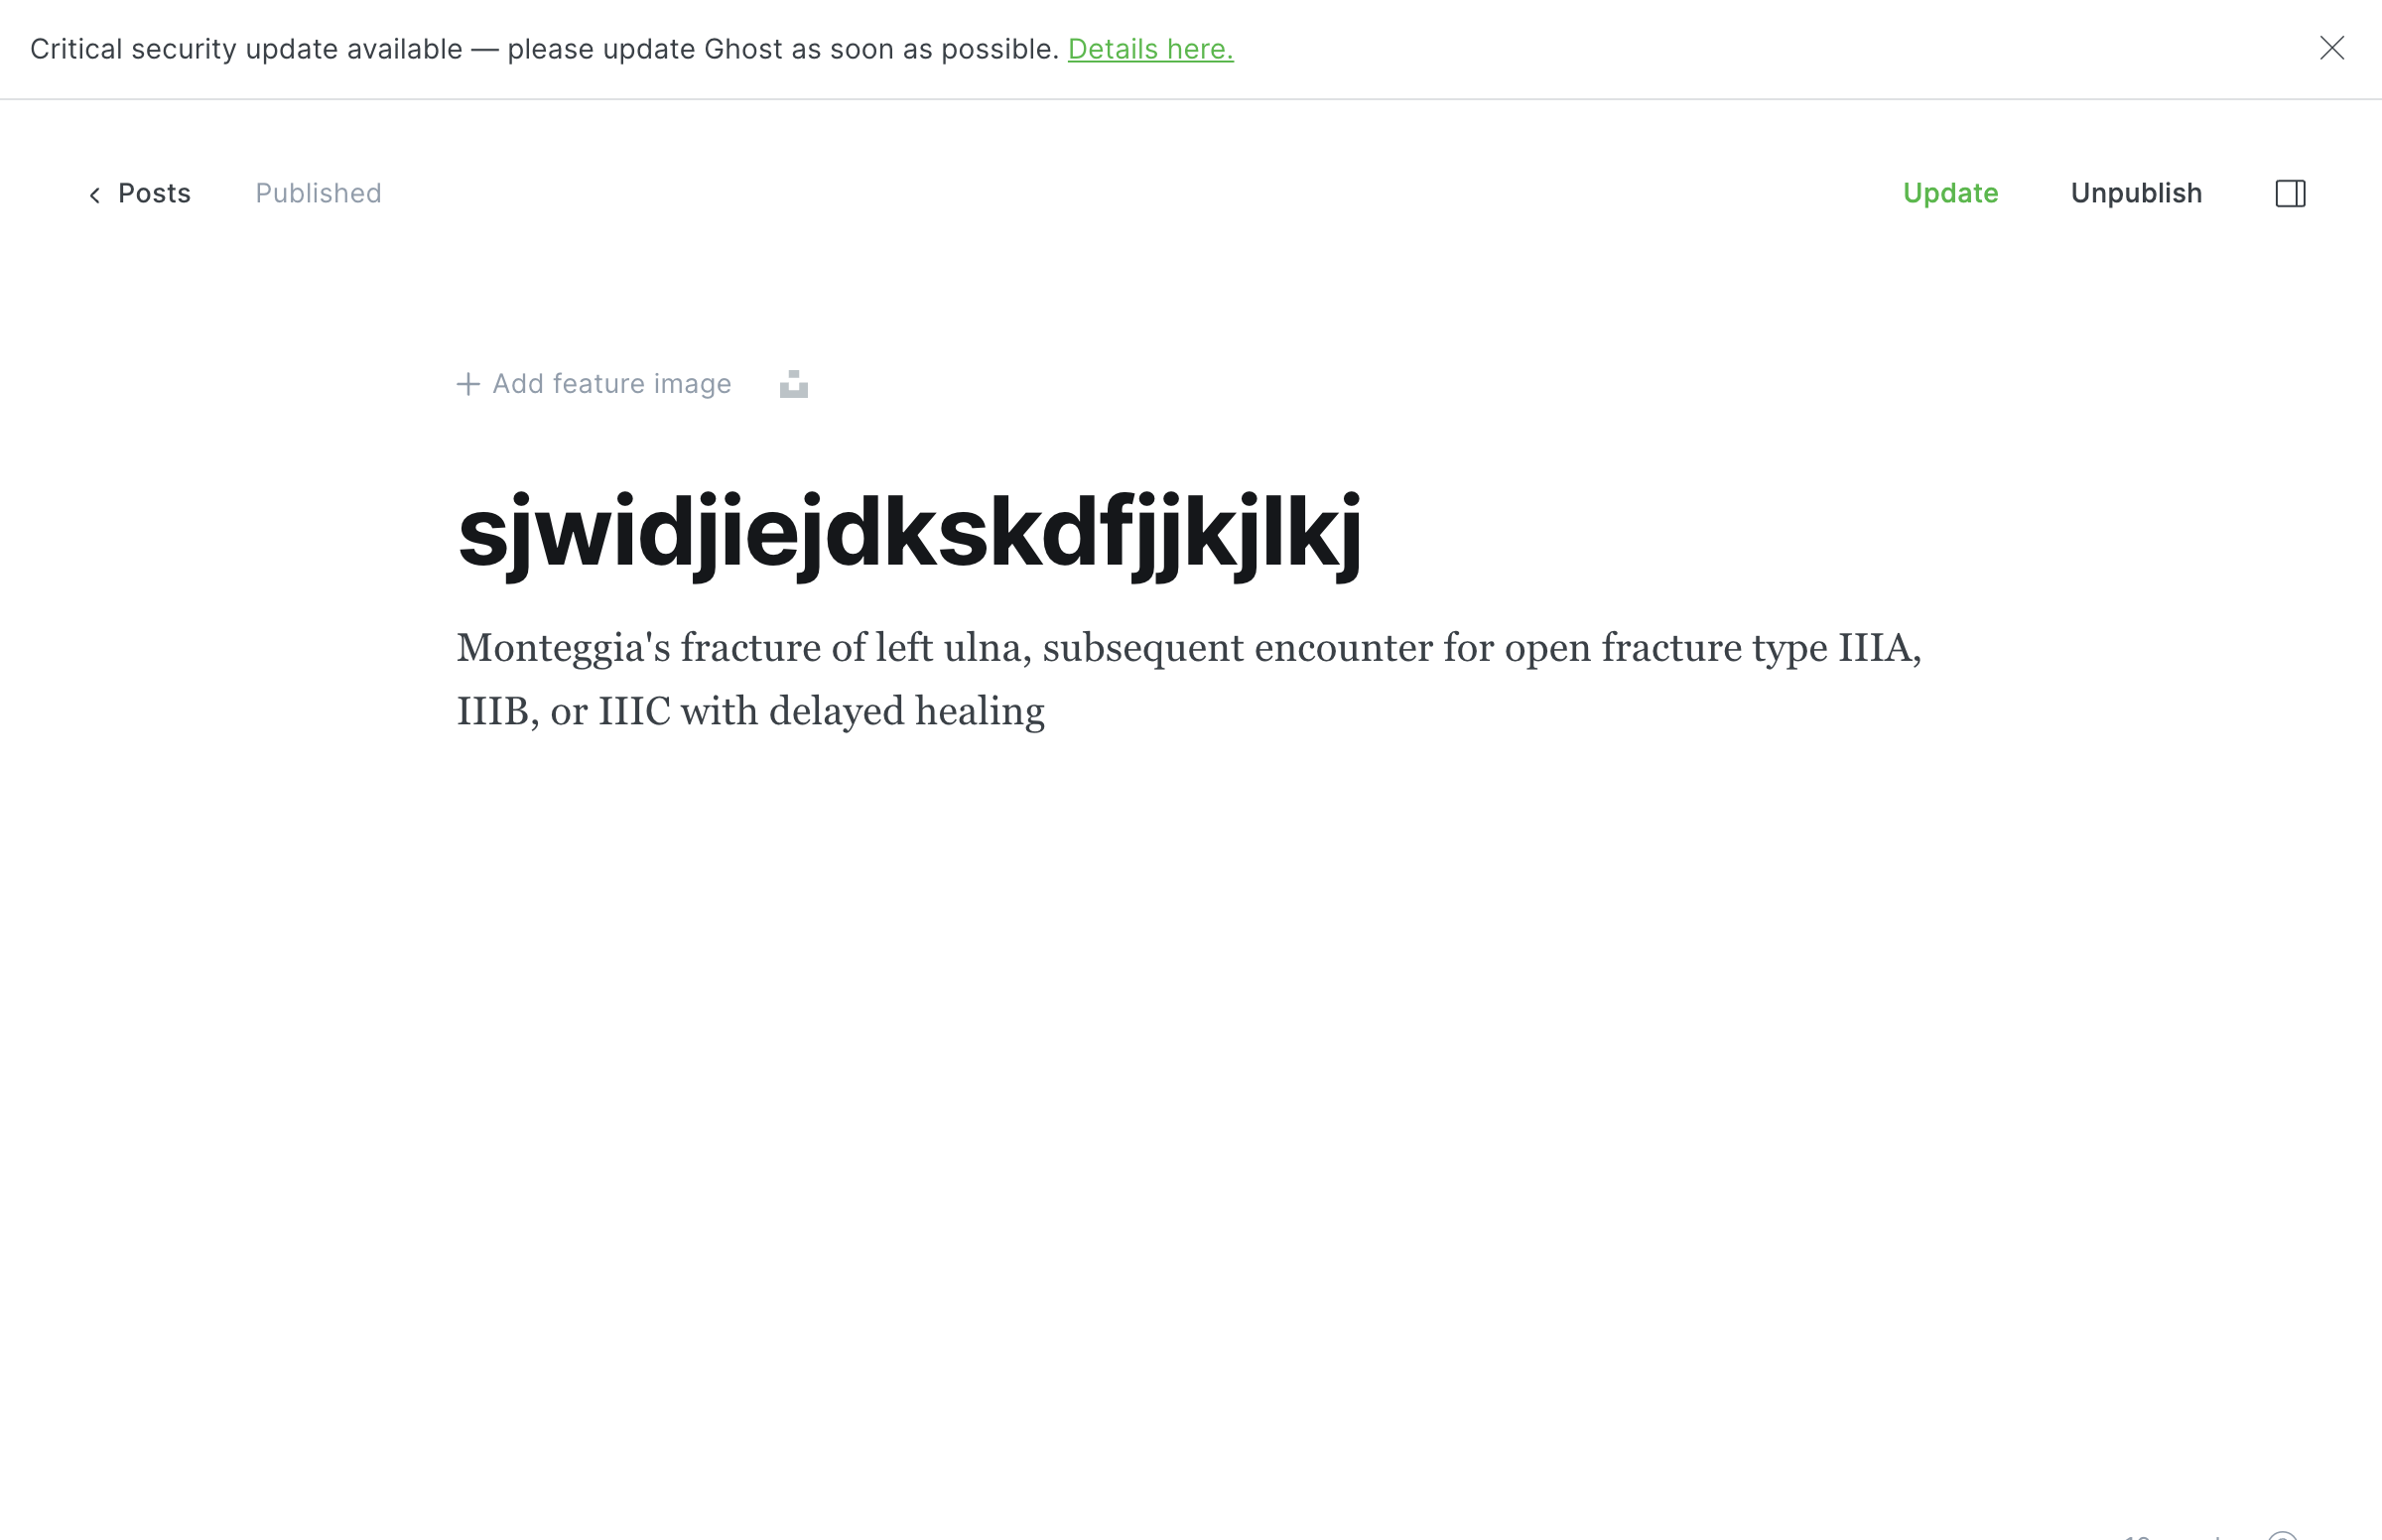 Critical security update available — please update Ghost as soon as possible. Details here.
Posts
Published
Update
Unpublish
Add feature image
sjwidjiejdkskdfjjkjlkj
Monteggia's fracture of left ulna, subsequent encounter for open fracture type IIIA,
IIIB, or IIIC with delayed healing